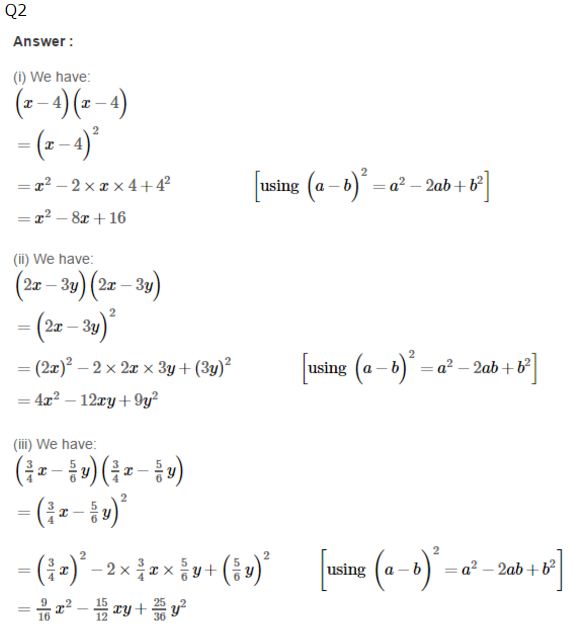 Q2
Answer :
(i) We have:
(x − 4)(x − 4)
= (x − 4)²
= x² − 2 × x × 4 + 4² [using (a − b)² = a² − 2ab + b²]
= x² − 8x + 16
(ii) We have:
(2x − 3y)(2x − 3y)
= (2x − 3y)²
= (2x)² − 2 × 2x × 3y + (3y)² [using (a − b)² = a² − 2ab + b²]
= 4x² − 12xy + 9y²
(iii) We have:
(3/4 x − 5/6 y)(3/4 x − 5/6 y)
= (3/4 x − 5/6 y)²
= (3/4 x)² − 2 × 3/4 x × 5/6 y + (5/6 y)² [using (a − b)² = a² − 2ab + b²]
= 9/16 x² − 15/12 xy + 25/36 y²